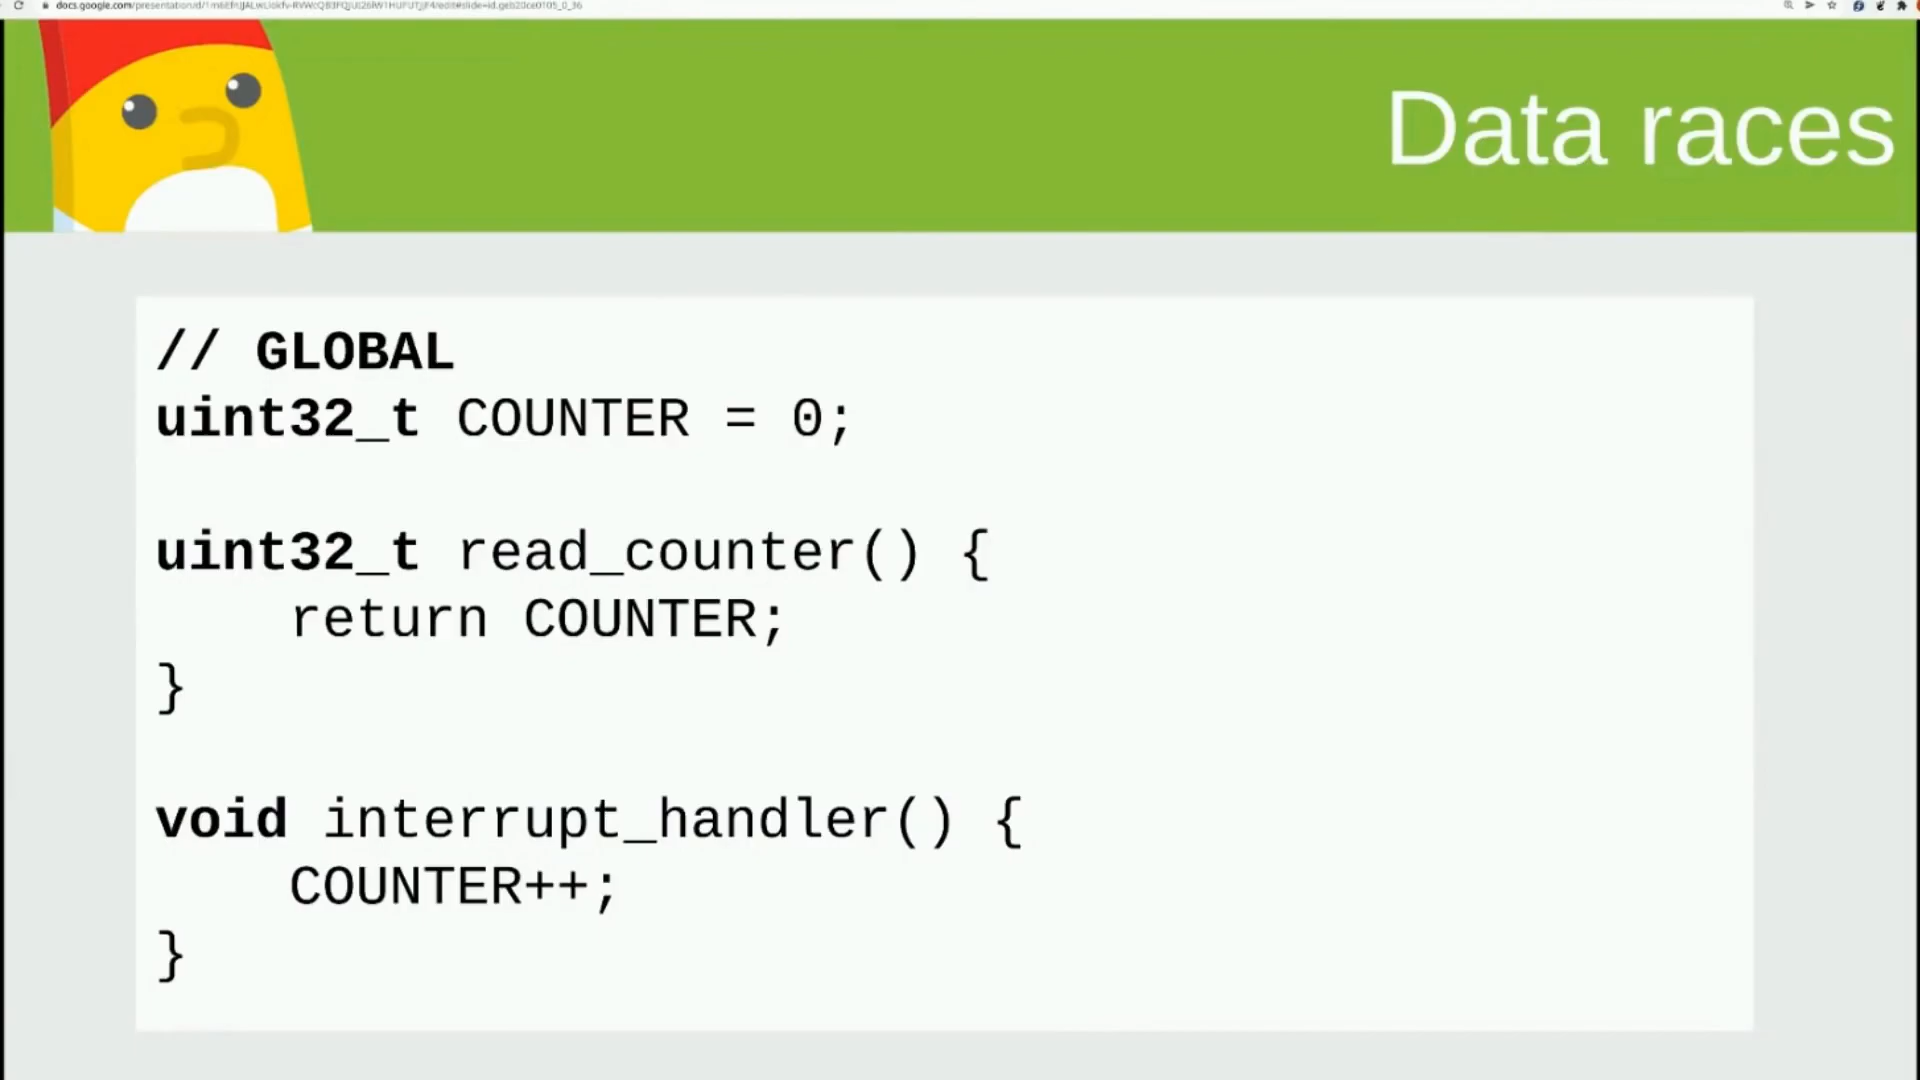 Data races
// GLOBAL
uint32_t COUNTER = 0;
uint32_t read_counter() {
return COUNTER;
}
void interrupt_handler() {
COUNTER++;
}